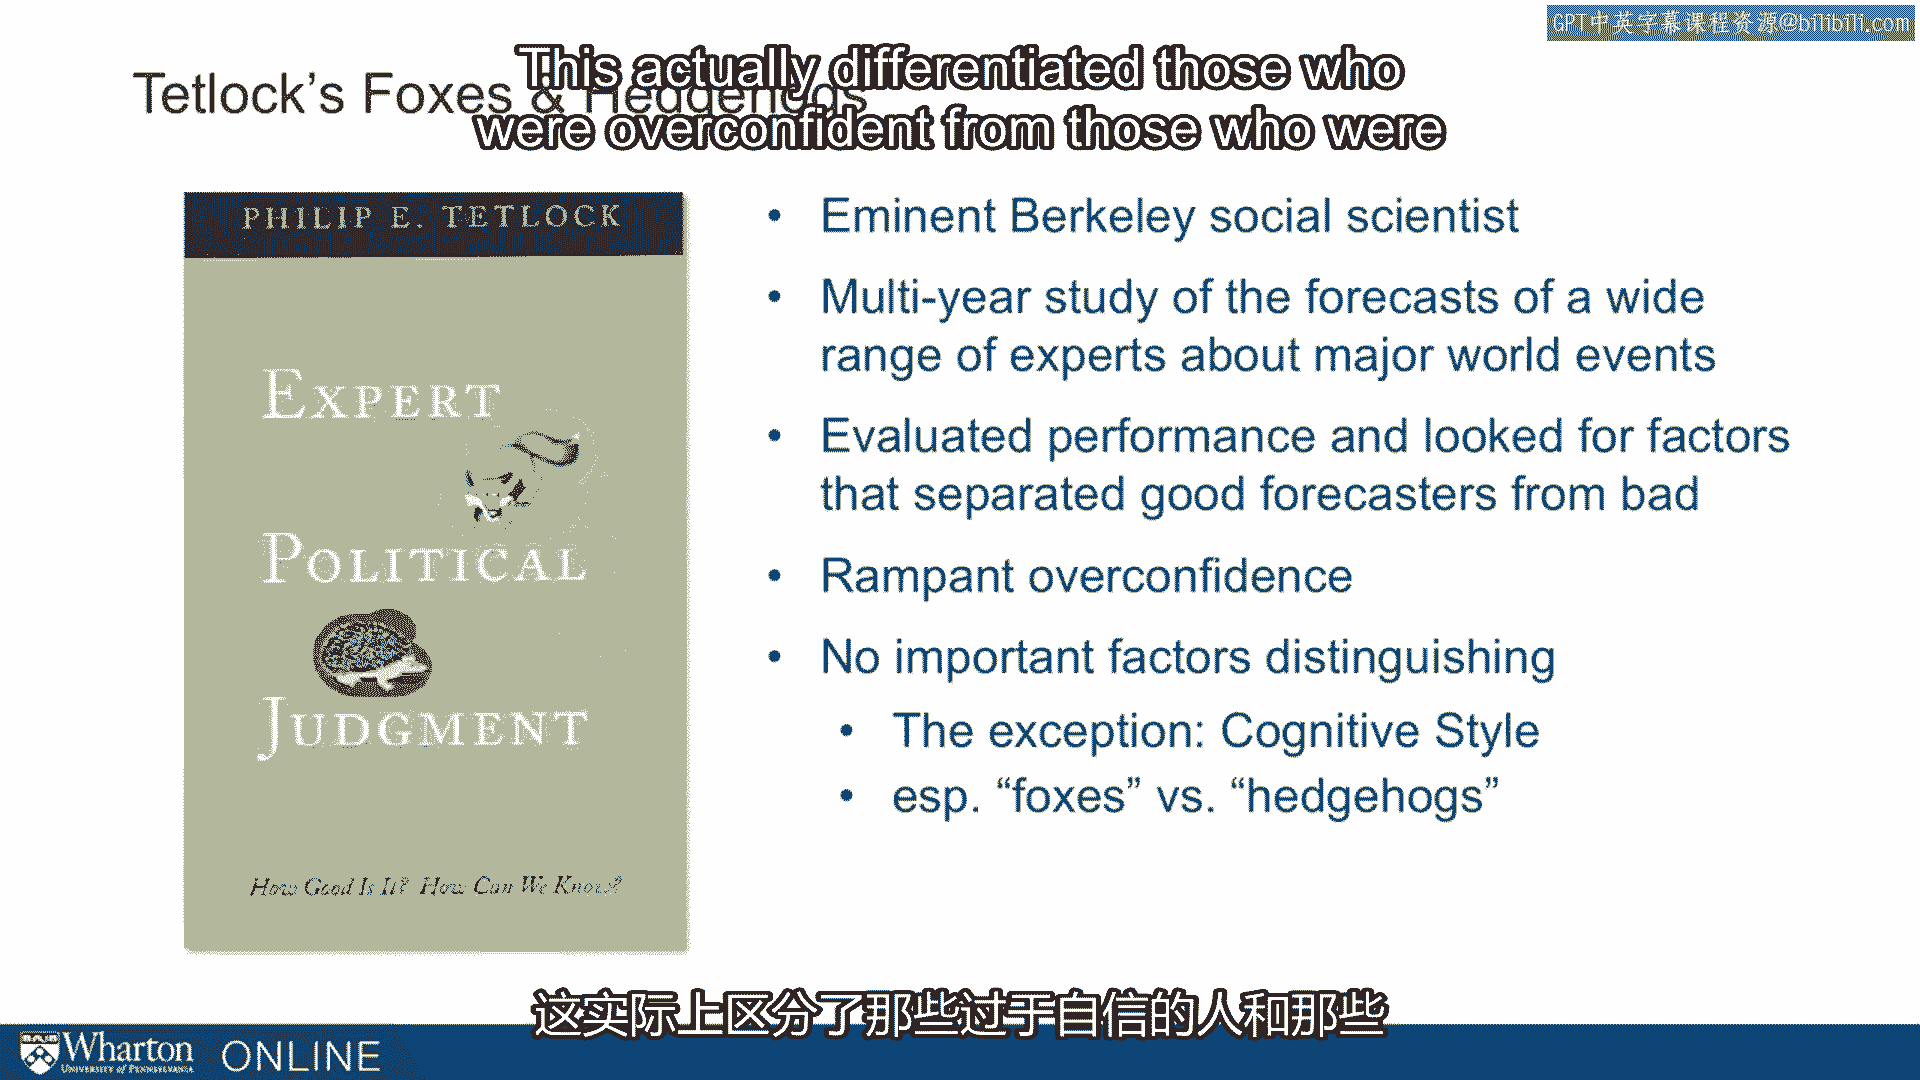 GPT中英字幕课程资源@bilibili.com
This actually differentiated those who
were overconfident from those who were
Tetlock's Foxes & Hedgehogs
PHILIP E. TETLOCK
EXPERT
POLITICAL
JUDGMENT
How Good Is It? How Can We Know?
• Eminent Berkeley social scientist
• Multi-year study of the forecasts of a wide
range of experts about major world events
• Evaluated performance and looked for factors
that separated good forecasters from bad
• Rampant overconfidence
• No important factors distinguishing
• The exception: Cognitive Style
• esp. “foxes” vs. “hedgehogs”
这实际上区分了那些过于自信的人和那些
Wharton
UNIVERSITY of PENNSYLVANIA
ONLINE